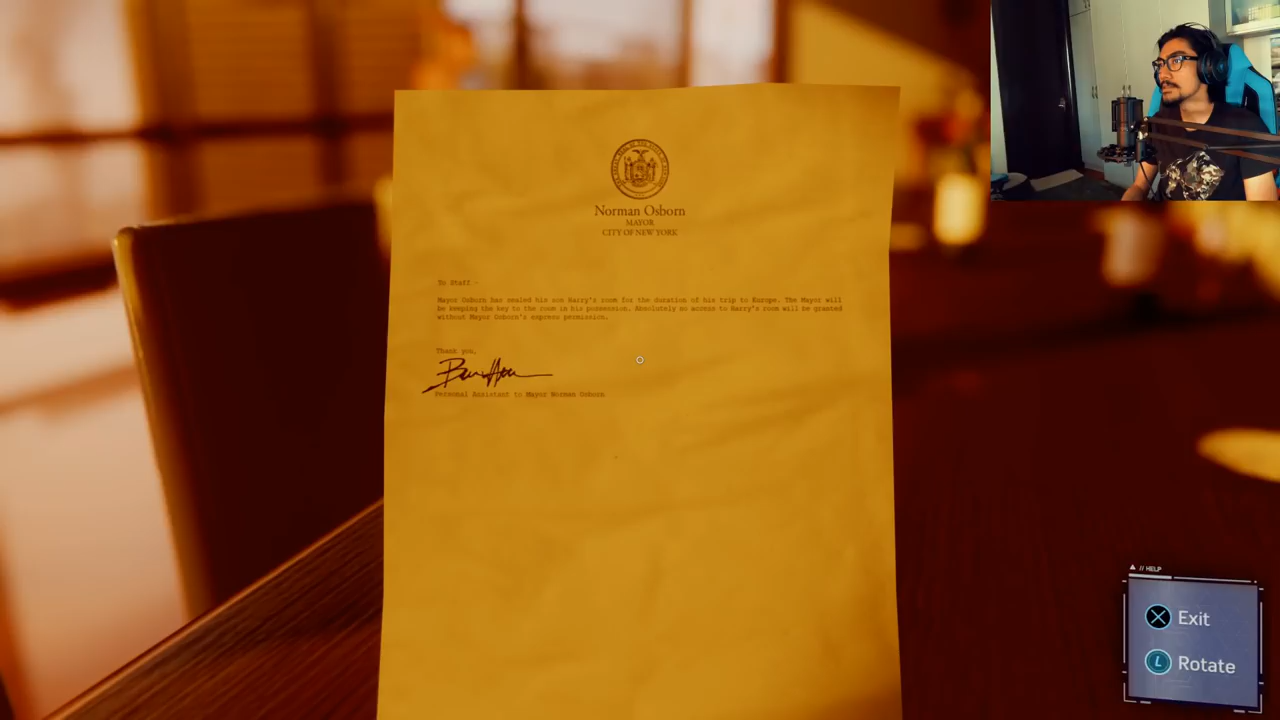 Norman Osborn
MAYOR
CITY OF NEW YORK
To Staff -
Mayor Osborn has sealed his son Harry's room for the duration of his trip to Europe. The Mayor will
be keeping the key to the room in his possession. Absolutely no access to Harry's room will be granted
without Mayor Osborn's express permission.
Thank you,
Personal Assistant to Mayor Norman Osborn
// HELP
Exit
L Rotate